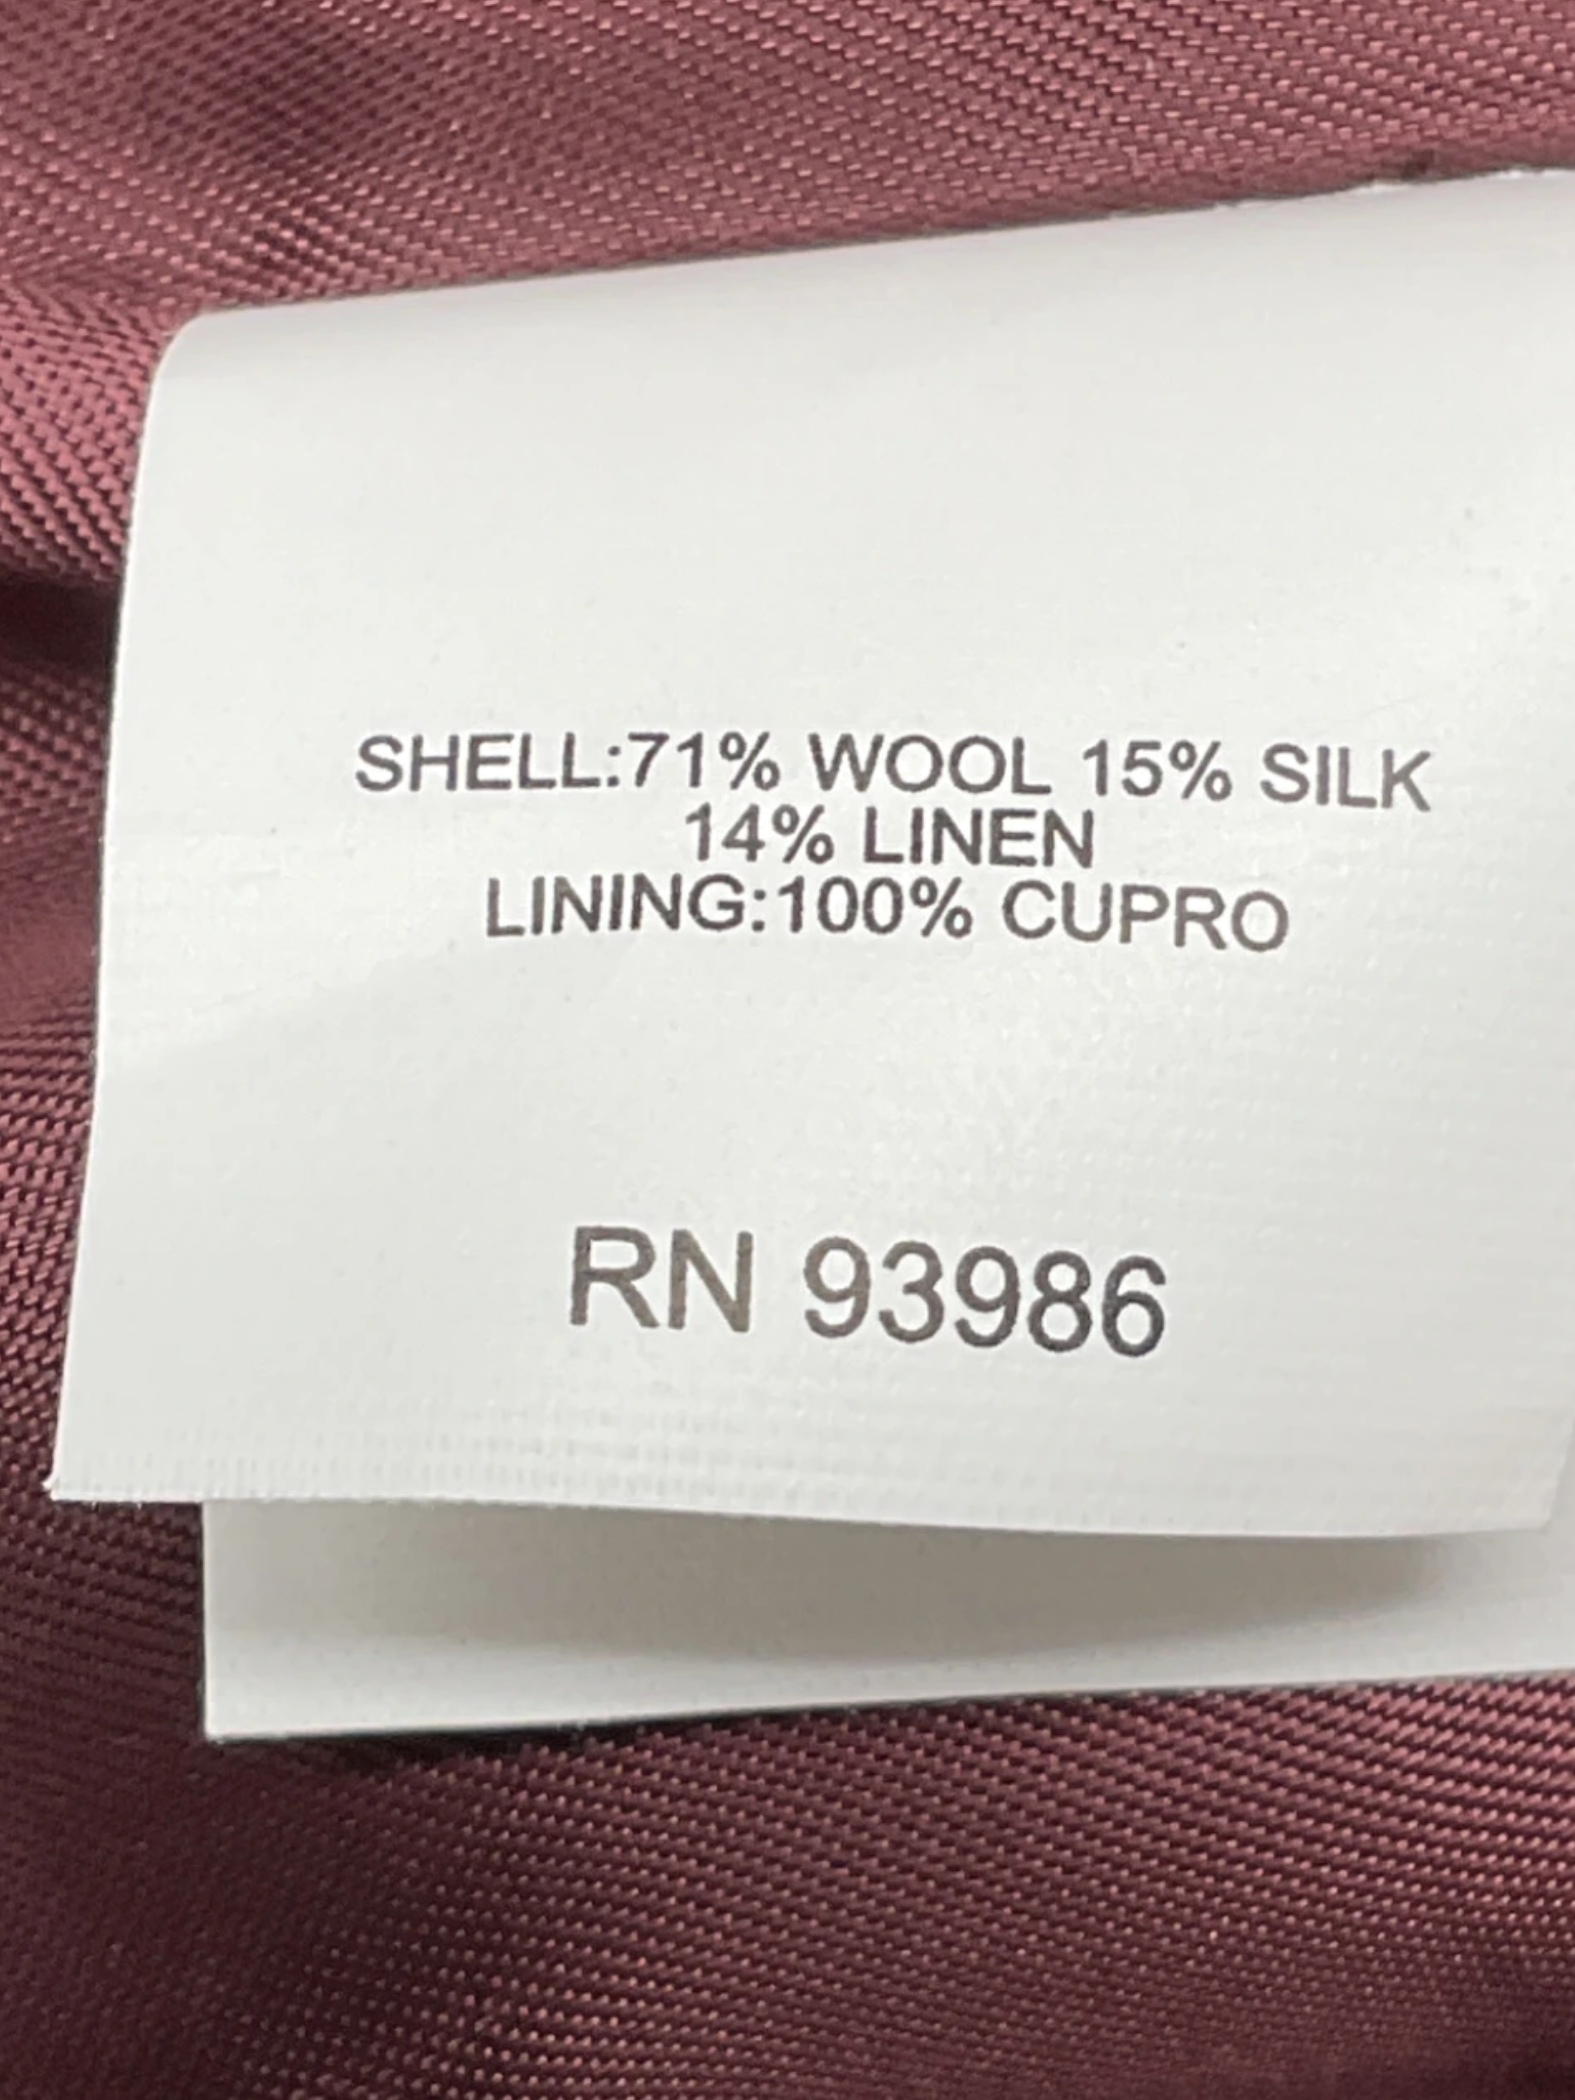 SHELL:71% WOOL 15% SILK
14% LINEN
LINING:100% CUPRO
RN 93986